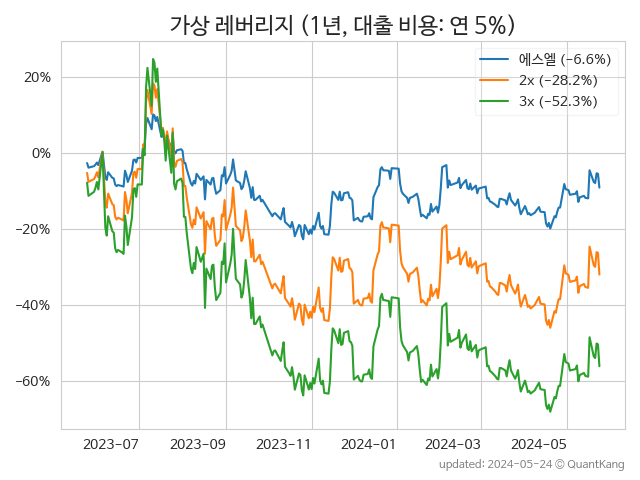 가상 레버리지 (1년, 대출 비용: 연 5%)
에스엘 (−6.6%)
2x (−28.2%)
3x (−52.3%)
20%
0%
−20%
−40%
−60%
2023−07 2023−09 2023−11 2024−01 2024−03 2024−05
updated: 2024−05−24 © QuantKang